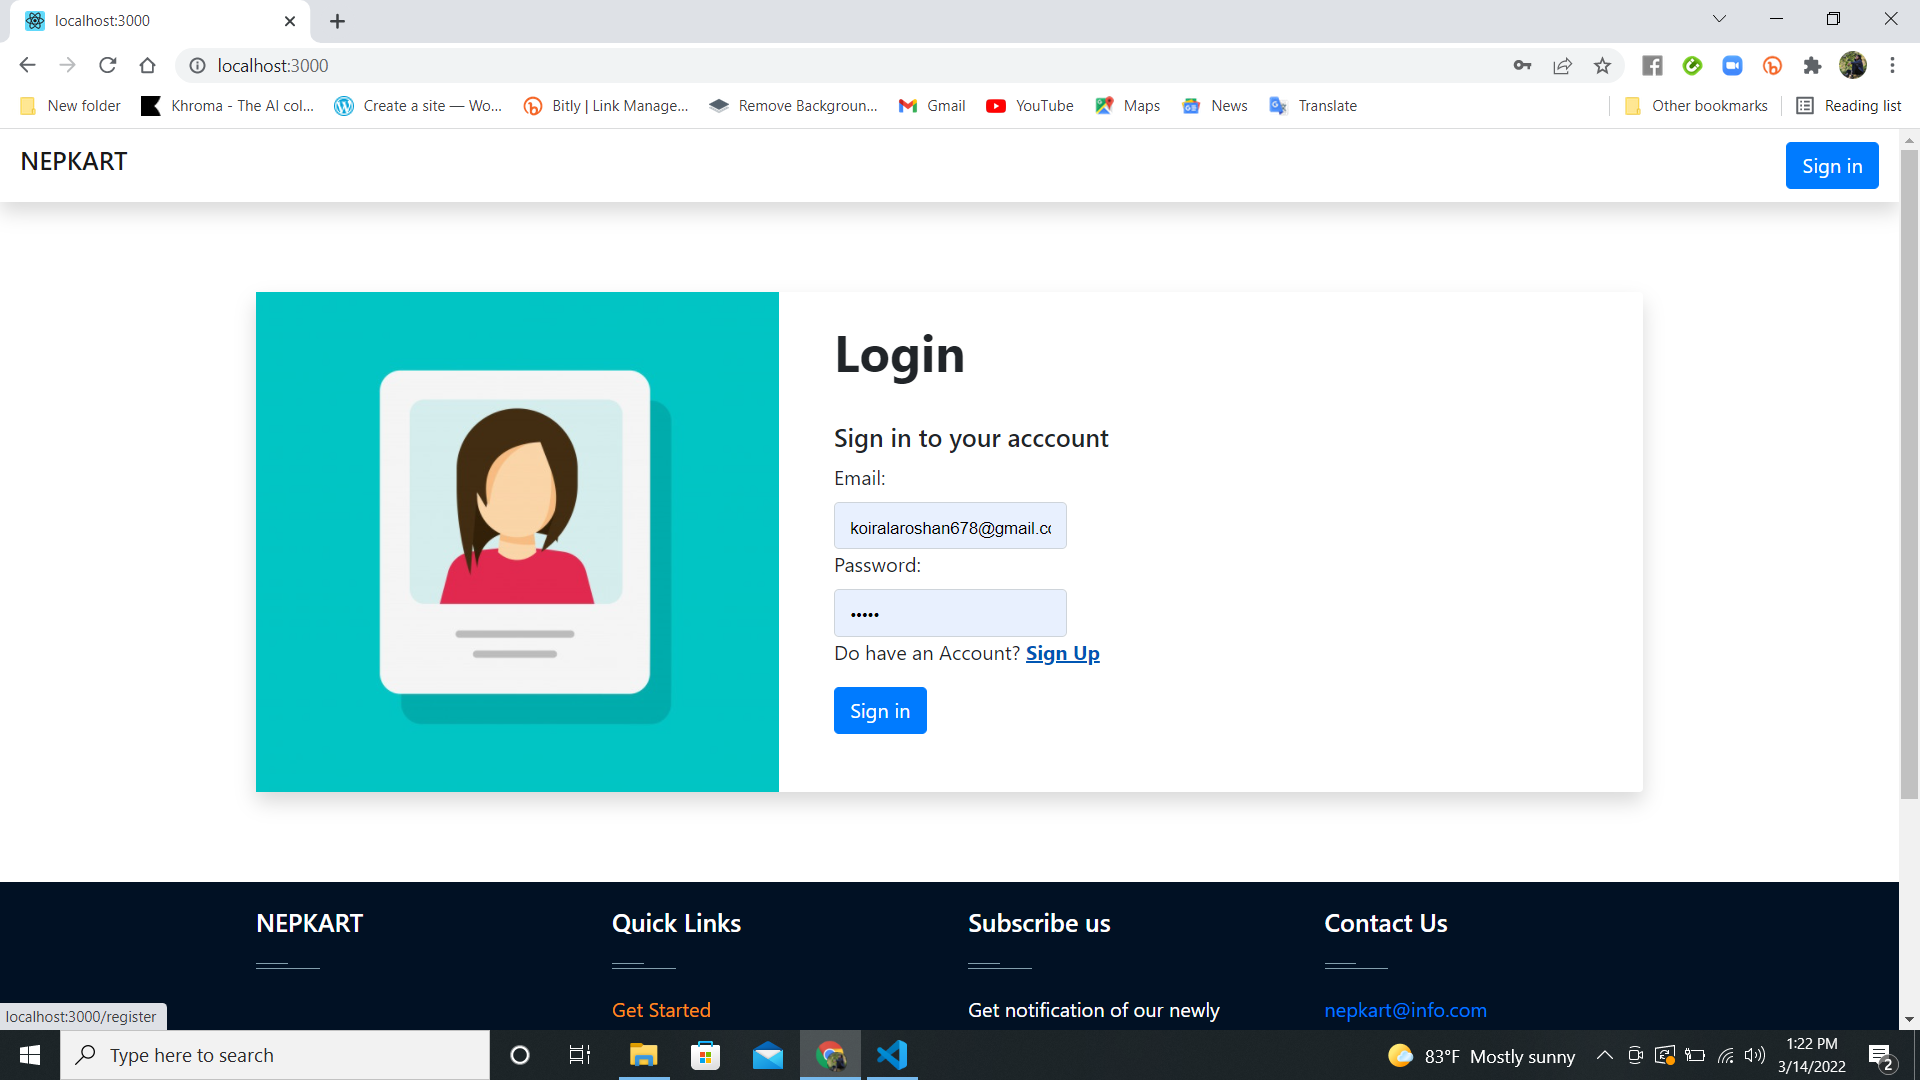 localhost:3000
localhost:3000
New folder
Khroma - The AI col...
Create a site — Wo...
Bitly | Link Manage...
Remove Backgroun...
Gmail
YouTube
Maps
News
Translate
Other bookmarks
Reading list
NEPKART
Sign in
Login
Sign in to your acccount
Email:
koiralaroshan678@gmail.co
Password:
•••••
Do have an Account? Sign Up
Sign in
NEPKART
Quick Links
Subscribe us
Contact Us
Get Started
Get notification of our newly
nepkart@info.com
localhost:3000/register
Type here to search
83°F Mostly sunny
1:22 PM
3/14/2022
2